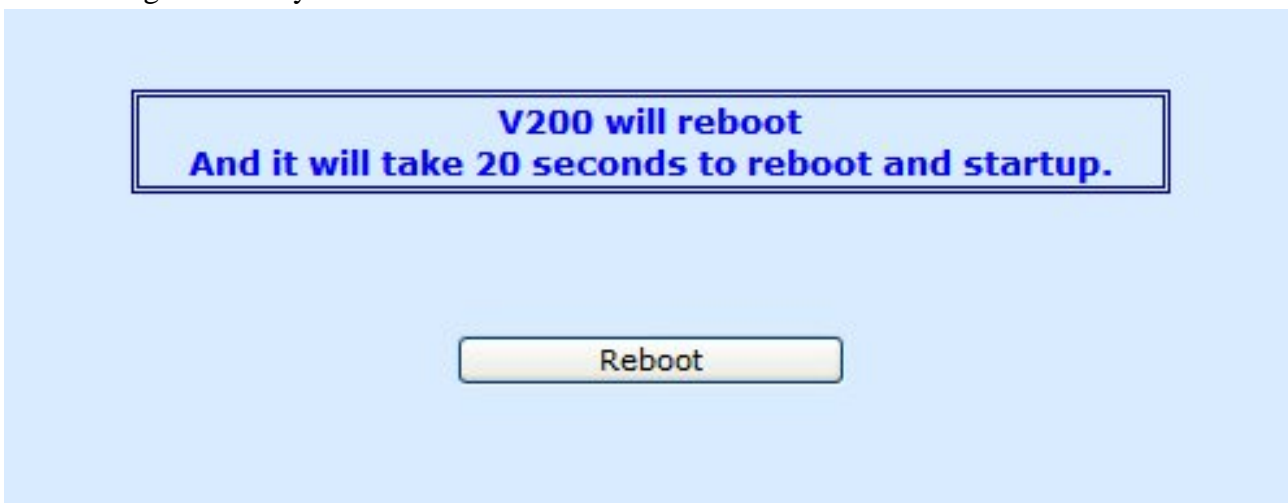 V200 will reboot
And it will take 20 seconds to reboot and startup.
Reboot